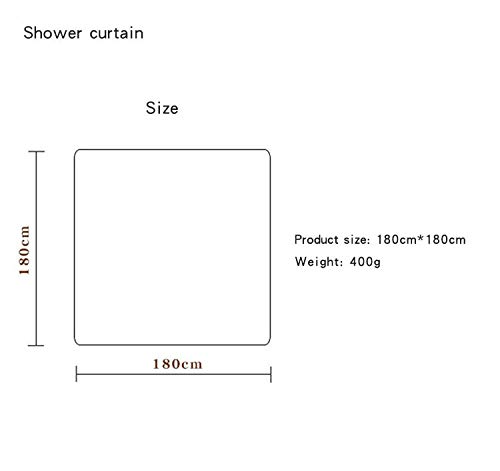 Shower curtain
Size
180cm
Product size: 180cm*180cm
Weight: 400g
180cm